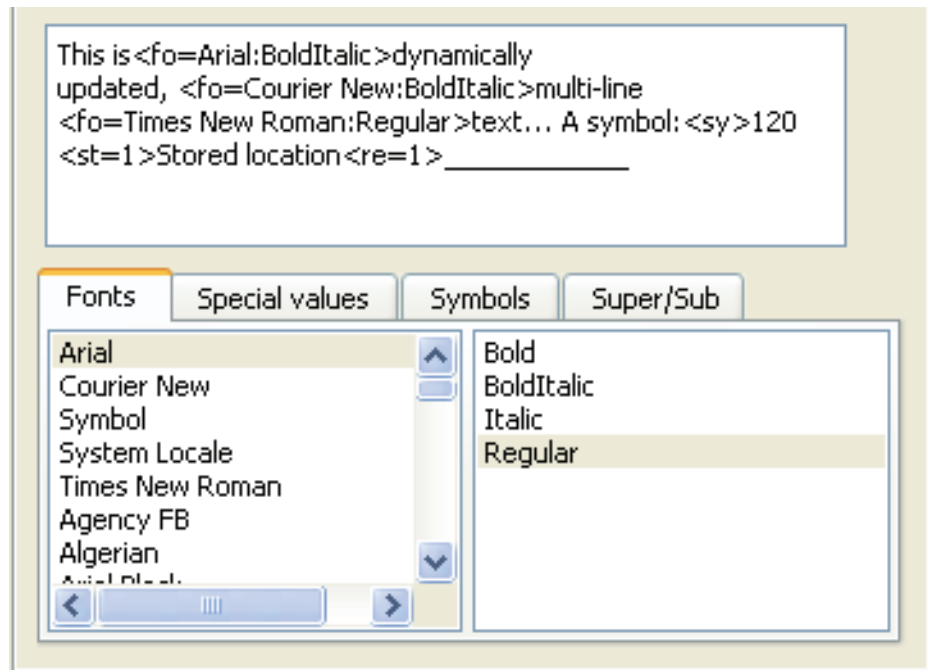 This is<fo=Arial:BoldItalic>dynamically
updated, <fo=Courier New:BoldItalic>multi-line
<fo=Times New Roman:Regular>text... A symbol:<sy>120
<st=1>Stored location<re=1>______________
Fonts
Special values
Symbols
Super/Sub
Arial
Courier New
Symbol
System Locale
Times New Roman
Agency FB
Algerian
Bold
BoldItalic
Italic
Regular